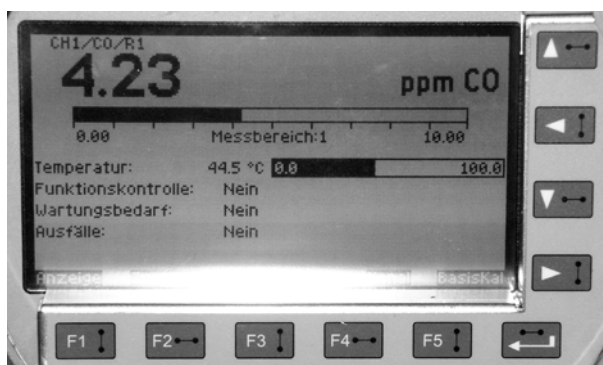 CH1/CO/R1
4.23 ppm CO
0.00 Messbereich:1 10.00
Temperatur: 44.5 °C 0.0 100.0
Funktionskontrolle: Nein
Wartungsbedarf: Nein
Ausfälle: Nein
Anzeige BasisKal
F1 F2 F3 F4 F5